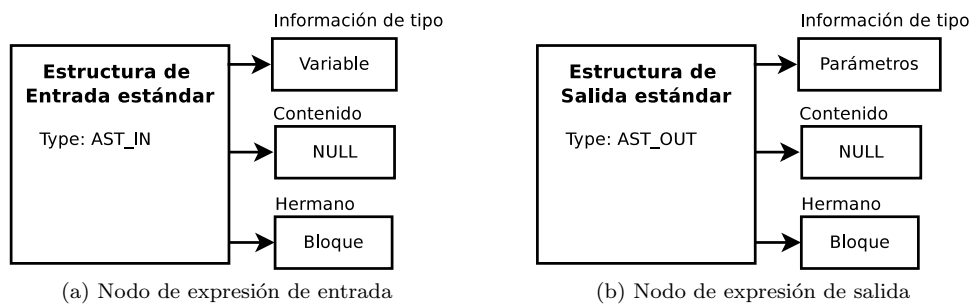 Información de tipo
Estructura de
Entrada estándar
Type: AST_IN
Variable
Contenido
NULL
Hermano
Bloque
(a) Nodo de expresión de entrada
Información de tipo
Estructura de
Salida estándar
Type: AST_OUT
Parámetros
Contenido
NULL
Hermano
Bloque
(b) Nodo de expresión de salida